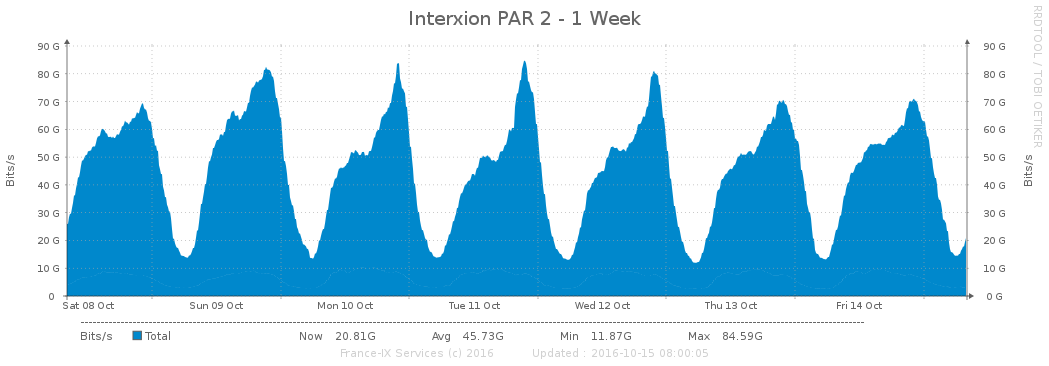 Interxion PAR 2 - 1 Week
RRDTOOL / TOBI OETIKER
Bits/s
90 G 90 G
80 G 80 G
70 G 70 G
60 G 60 G
50 G 50 G
40 G 40 G
30 G 30 G
20 G 20 G
10 G 10 G
0 0 G
Bits/s
Sat 08 Oct Sun 09 Oct Mon 10 Oct Tue 11 Oct Wed 12 Oct Thu 13 Oct Fri 14 Oct
Bits/s Total Now 20.81G Avg 45.73G Min 11.87G Max 84.59G
France-IX Services (c) 2016 Updated : 2016-10-15 08:00:05